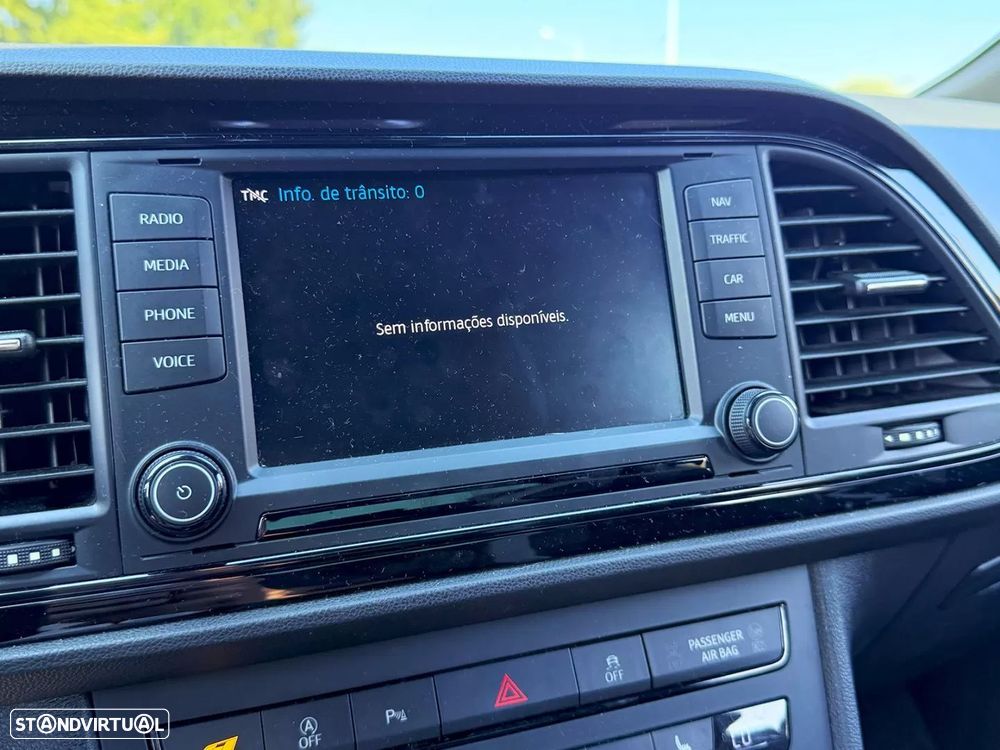 TMC Info. de trânsito: 0
RADIO
MEDIA
PHONE
VOICE
Sem informações disponíveis.
NAV
TRAFFIC
CAR
MENU
PASSENGER
AIR BAG
OFF
P
A
OFF
STANDVIRTUAL